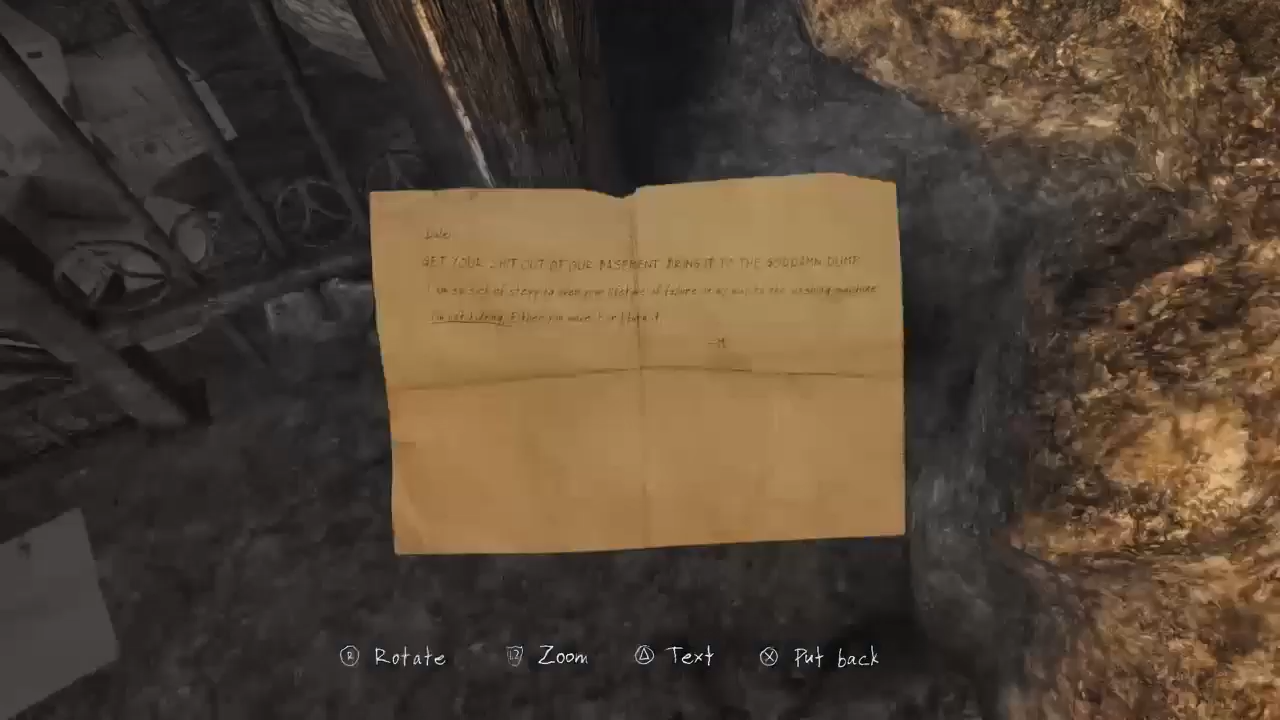 Dale,
GET YOUR SHIT OUT OF OUR BASEMENT. BRING IT TO THE GODDAMN DUMP.
I am so sick of stepping over your lifetime of failure on my way to the washing machine.
I'm not kidding. Either you move it or I burn it.
-M
Rotate Zoom Text Put back